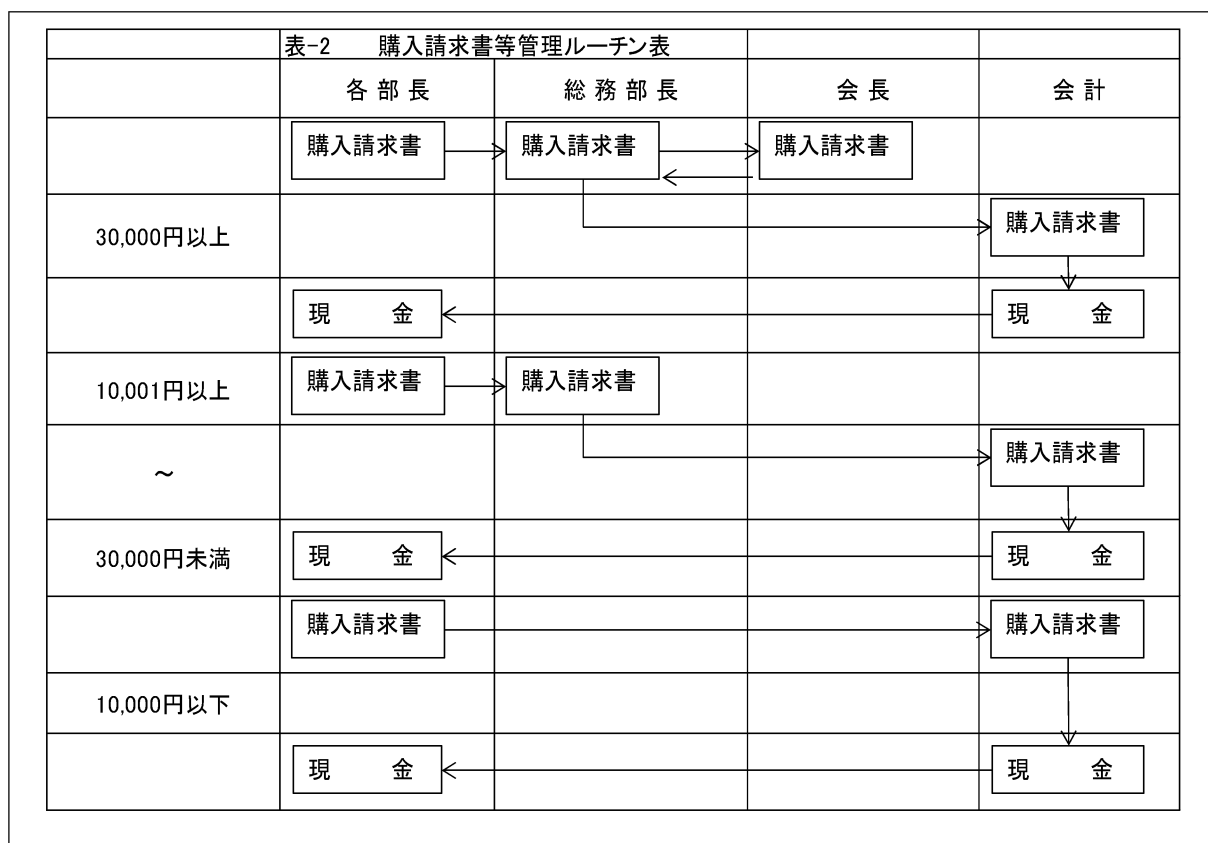 表-2　　購入請求書等管理ルーチン表
各 部 長　総 務 部 長　会 長　会 計
購入請求書　購入請求書　購入請求書
30,000円以上　購入請求書
現　　金　現　　金
10,001円以上　購入請求書　購入請求書
～　購入請求書
30,000円未満　現　　金　現　　金
購入請求書　購入請求書
10,000円以下
現　　金　現　　金